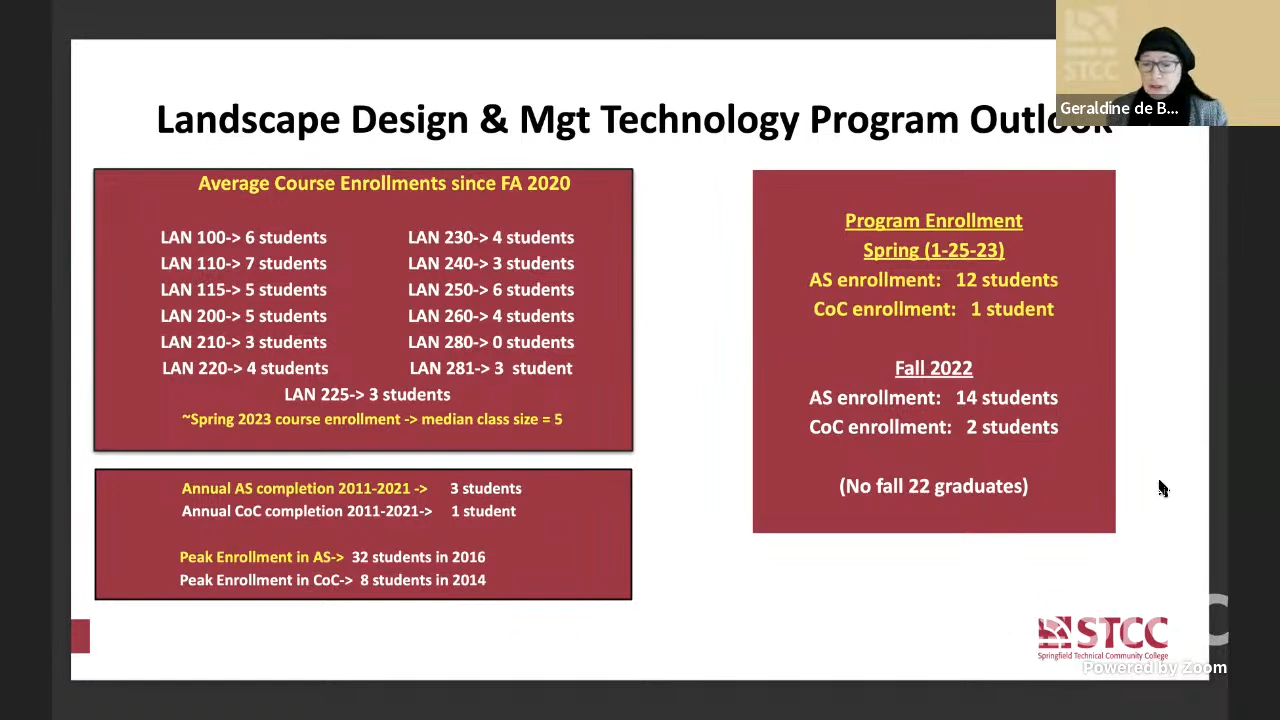 Landscape Design & Mgt Technology Program Outlook
Geraldine de B...
Average Course Enrollments since FA 2020
LAN 100-> 6 students
LAN 110-> 7 students
LAN 115-> 5 students
LAN 200-> 5 students
LAN 210-> 3 students
LAN 220-> 4 students
LAN 230-> 4 students
LAN 240-> 3 students
LAN 250-> 6 students
LAN 260-> 4 students
LAN 280-> 0 students
LAN 281-> 3 student
LAN 225-> 3 students
~Spring 2023 course enrollment -> median class size = 5
Annual AS completion 2011-2021 -> 3 students
Annual CoC completion 2011-2021-> 1 student
Peak Enrollment in AS-> 32 students in 2016
Peak Enrollment in CoC-> 8 students in 2014
Program Enrollment
Spring (1-25-23)
AS enrollment: 12 students
CoC enrollment: 1 student
Fall 2022
AS enrollment: 14 students
CoC enrollment: 2 students
(No fall 22 graduates)
STCC
STCC
Springfield Technical Community College
Powered by Zoom